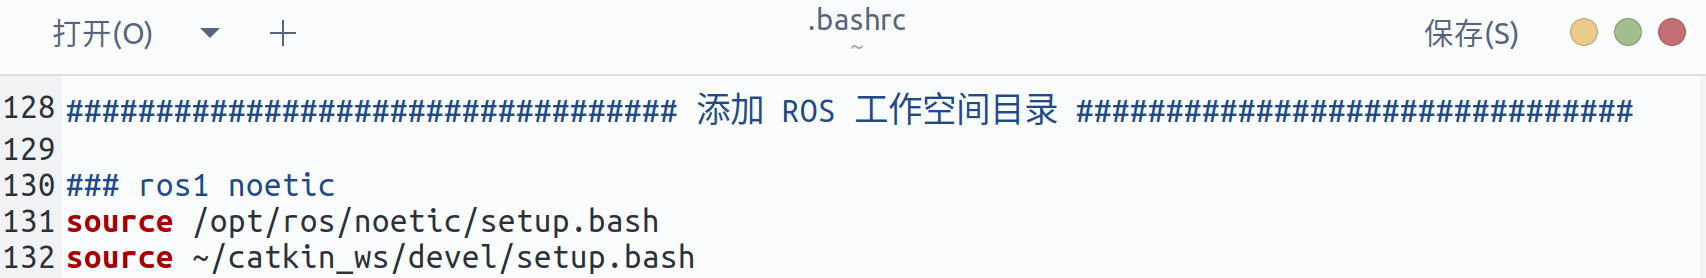 打开(O)
.bashrc
~
保存(S)
128 ################################## 添加 ROS 工作空间目录 ###############################
129
130 ### ros1 noetic
131 source /opt/ros/noetic/setup.bash
132 source ~/catkin_ws/devel/setup.bash